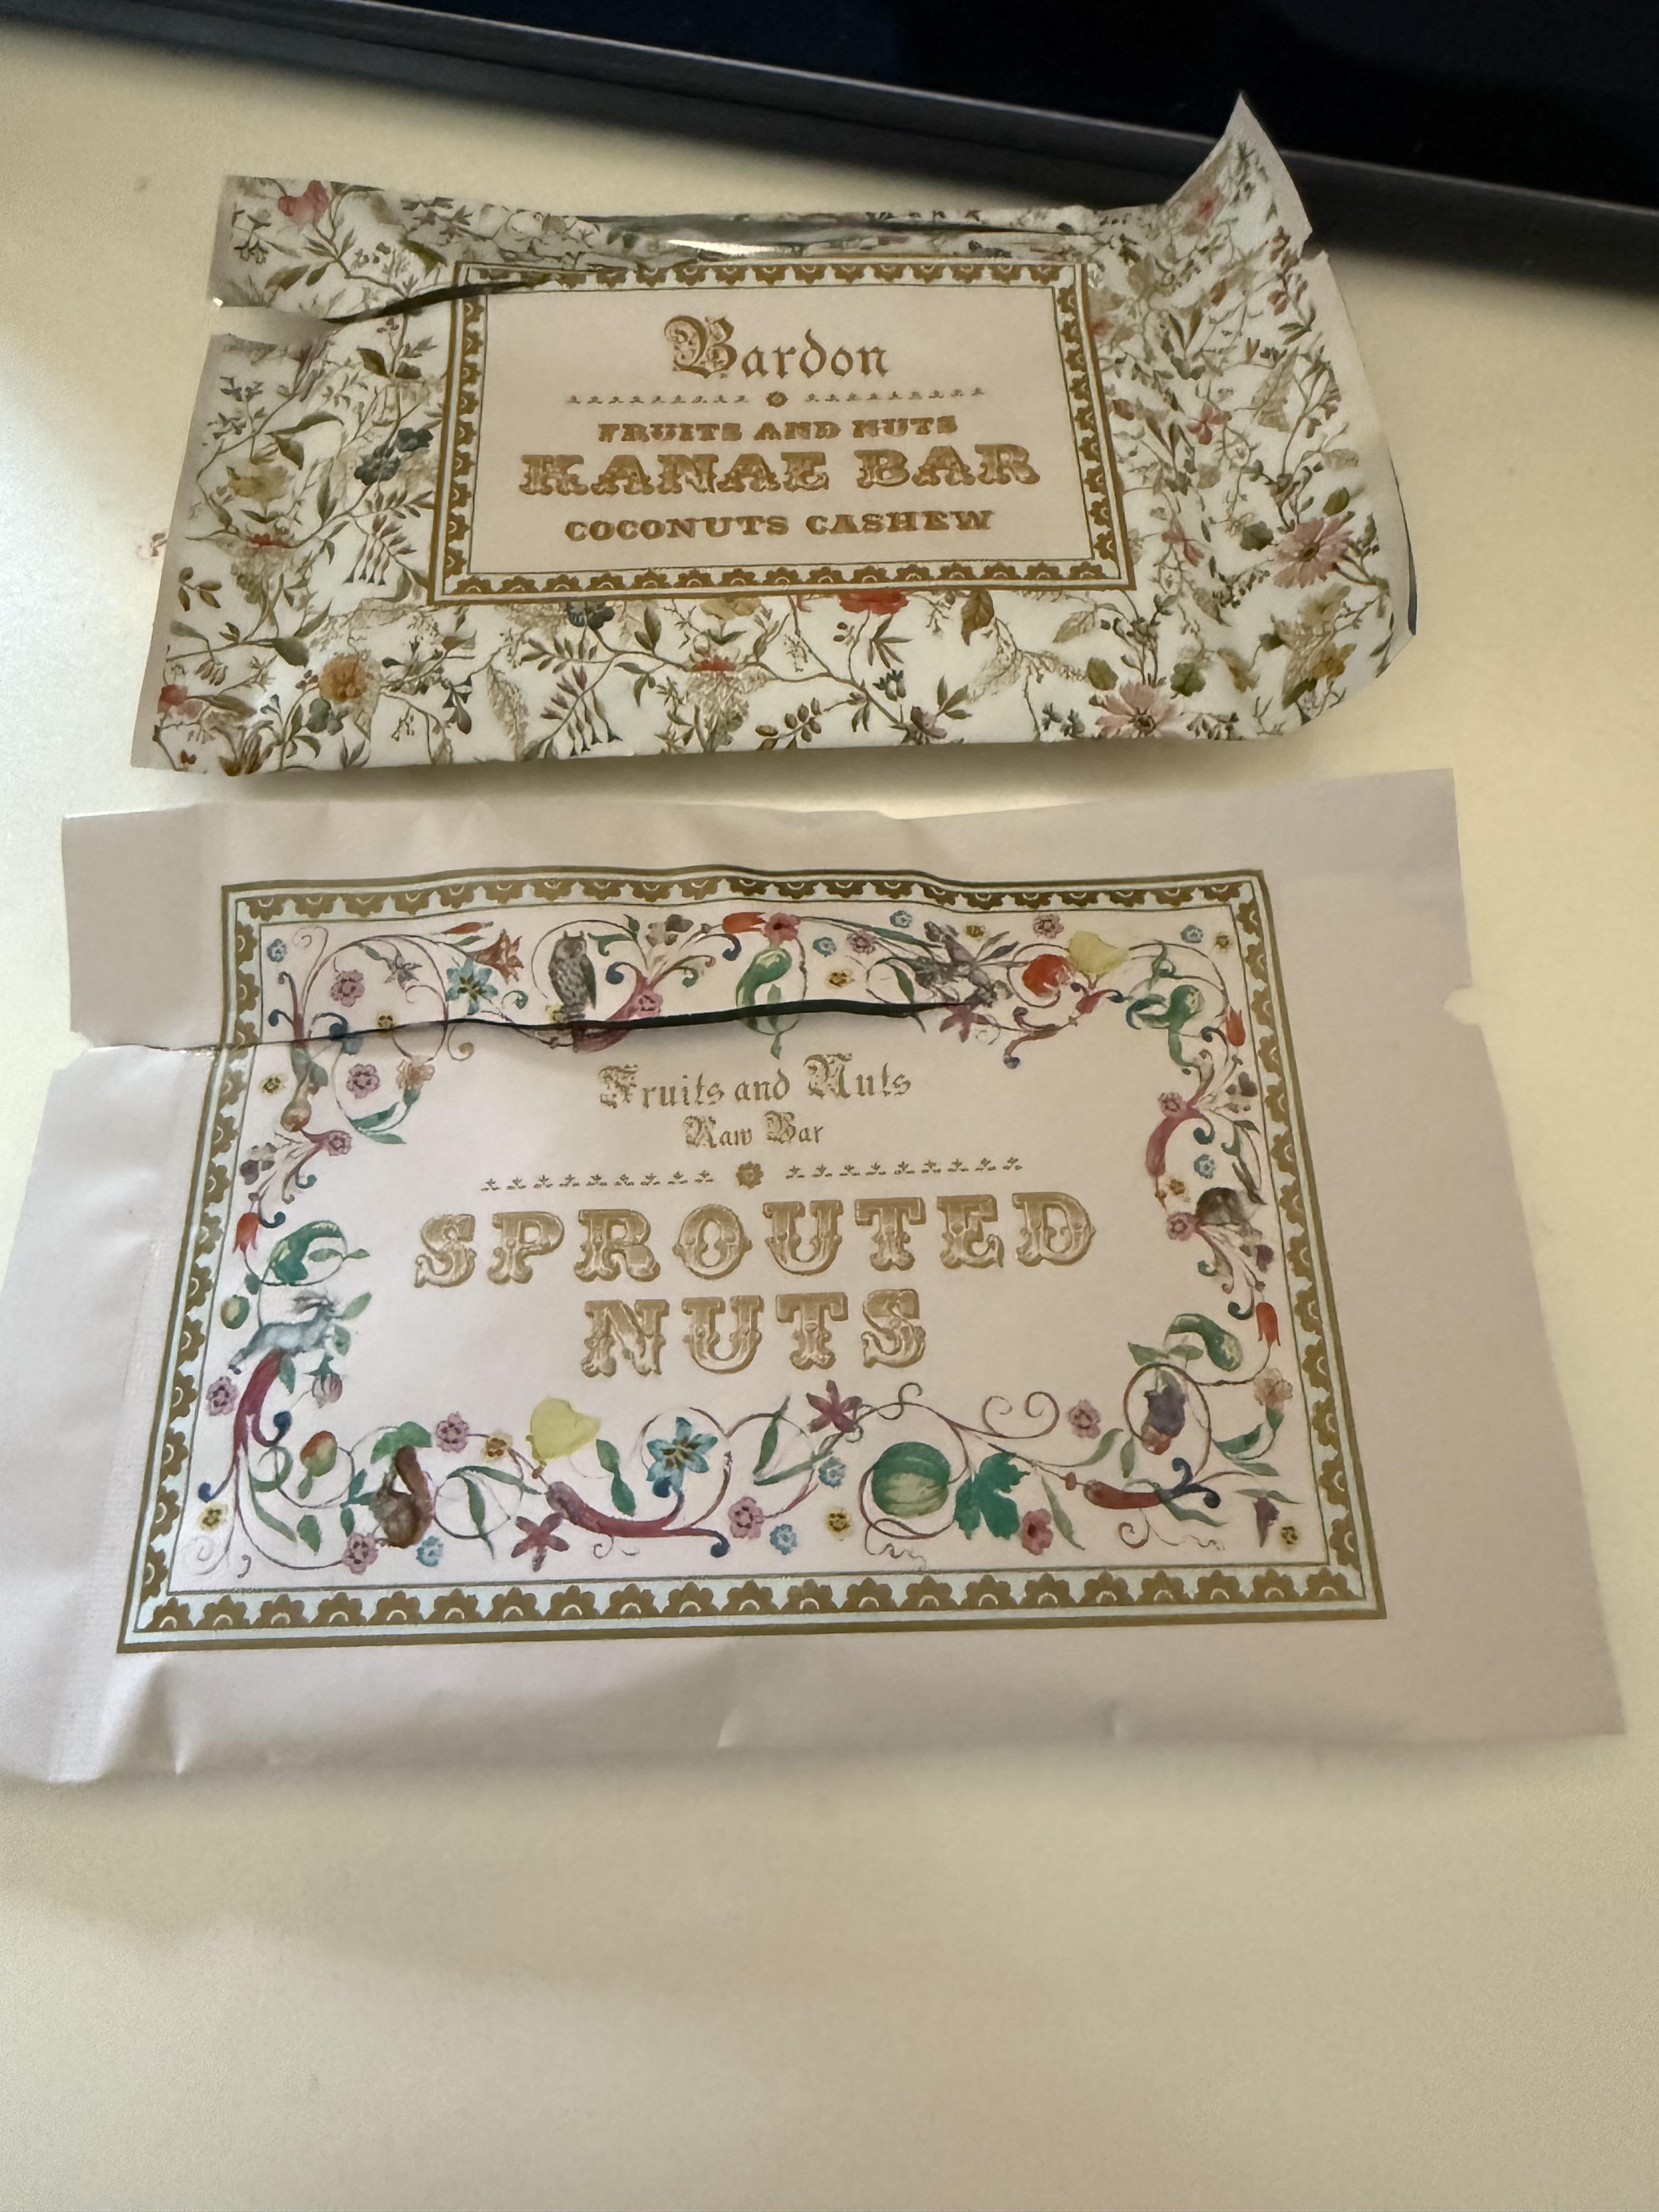 Bardon
FRUITS AND NUTS
KANAE BAR
COCONUTS CASHEW
Fruits and Nuts
Raw Bar
SPROUTED
NUTS